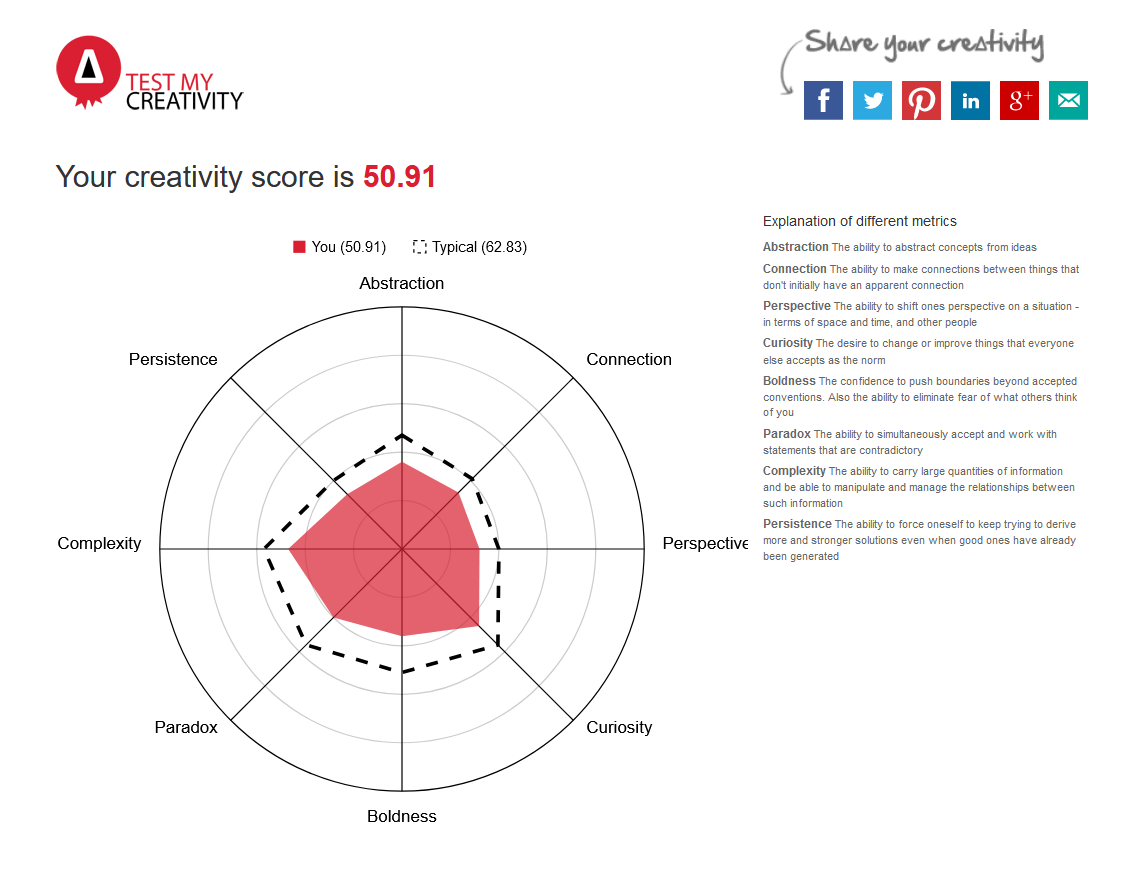 Share your creativity
TEST MY
CREATIVITY
f
in
g+
Your creativity score is 50.91
You (50.91)
Typical (62.83)
Abstraction
Persistence
Connection
Complexity
Perspective
Paradox
Curiosity
Boldness
Explanation of different metrics
Abstraction The ability to abstract concepts from ideas
Connection The ability to make connections between things that
don't initially have an apparent connection
Perspective The ability to shift ones perspective on a situation -
in terms of space and time, and other people
Curiosity The desire to change or improve things that everyone
else accepts as the norm
Boldness The confidence to push boundaries beyond accepted
conventions. Also the ability to eliminate fear of what others think
of you
Paradox The ability to simultaneously accept and work with
statements that are contradictory
Complexity The ability to carry large quantities of information
and be able to manipulate and manage the relationships between
such information
Persistence The ability to force oneself to keep trying to derive
more and stronger solutions even when good ones have already
been generated